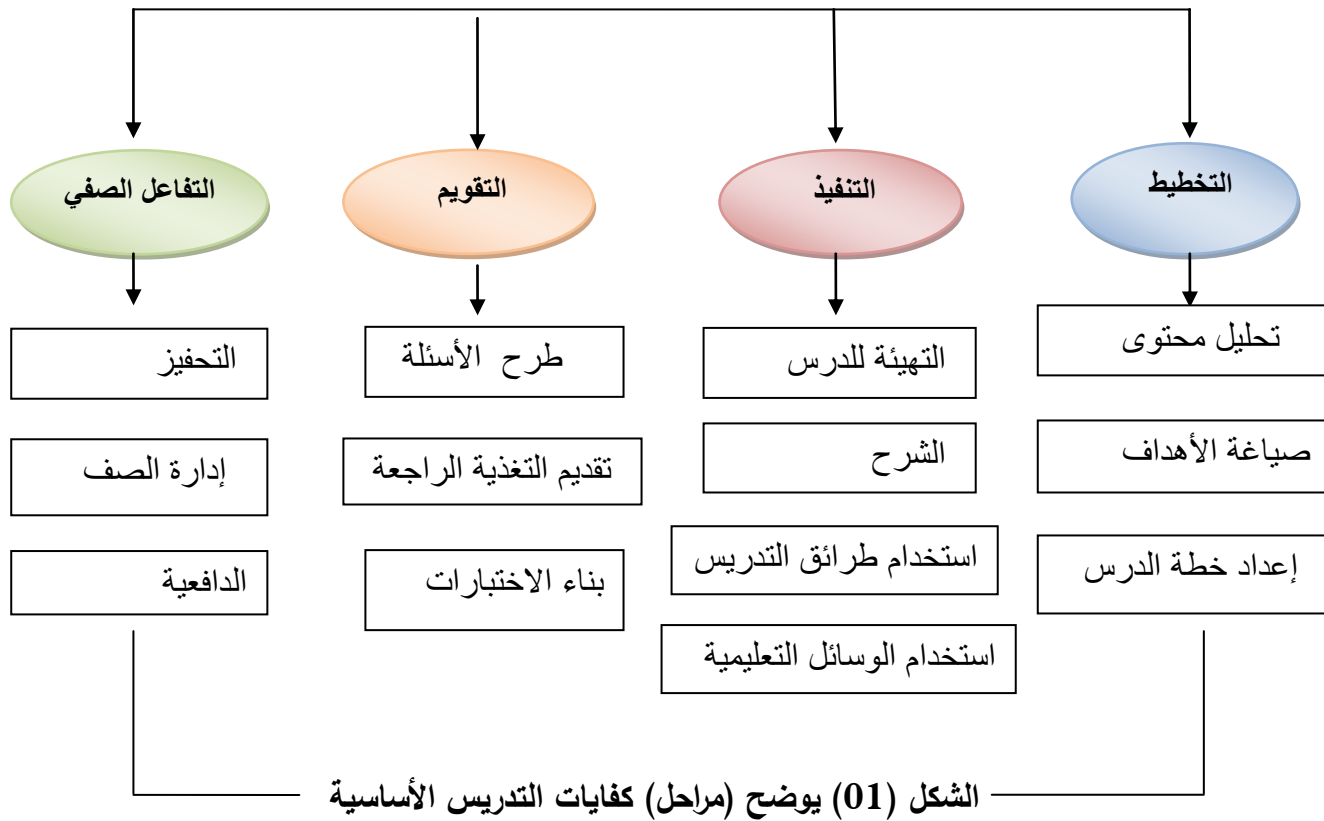 التخطيط
التنفيذ
التقويم
التفاعل الصفي
تحليل محتوى
صياغة الأهداف
إعداد خطة الدرس
التهيئة للدرس
الشرح
استخدام طرائق التدريس
استخدام الوسائل التعليمية
طرح الأسئلة
تقديم التغذية الراجعة
بناء الاختبارات
التحفيز
إدارة الصف
الدافعية
الشكل (01) يوضح (مراحل) كفايات التدريس الأساسية